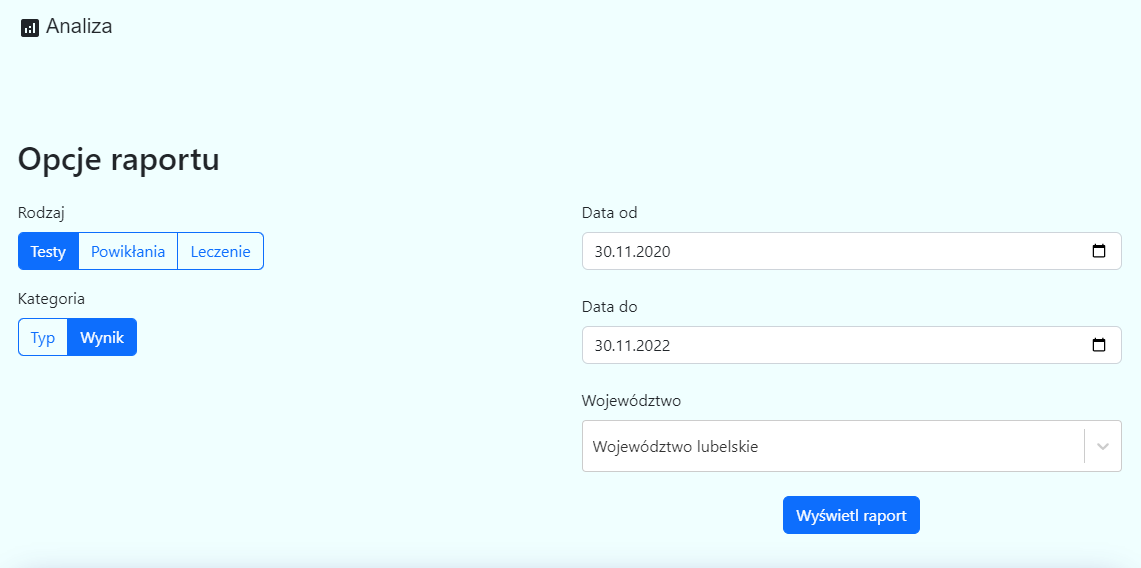 Analiza
Opcje raportu
Rodzaj
Testy Powikłania Leczenie
Kategoria
Typ Wynik
Data od
30.11.2020
Data do
30.11.2022
Województwo
Województwo lubelskie
Wyświetl raport